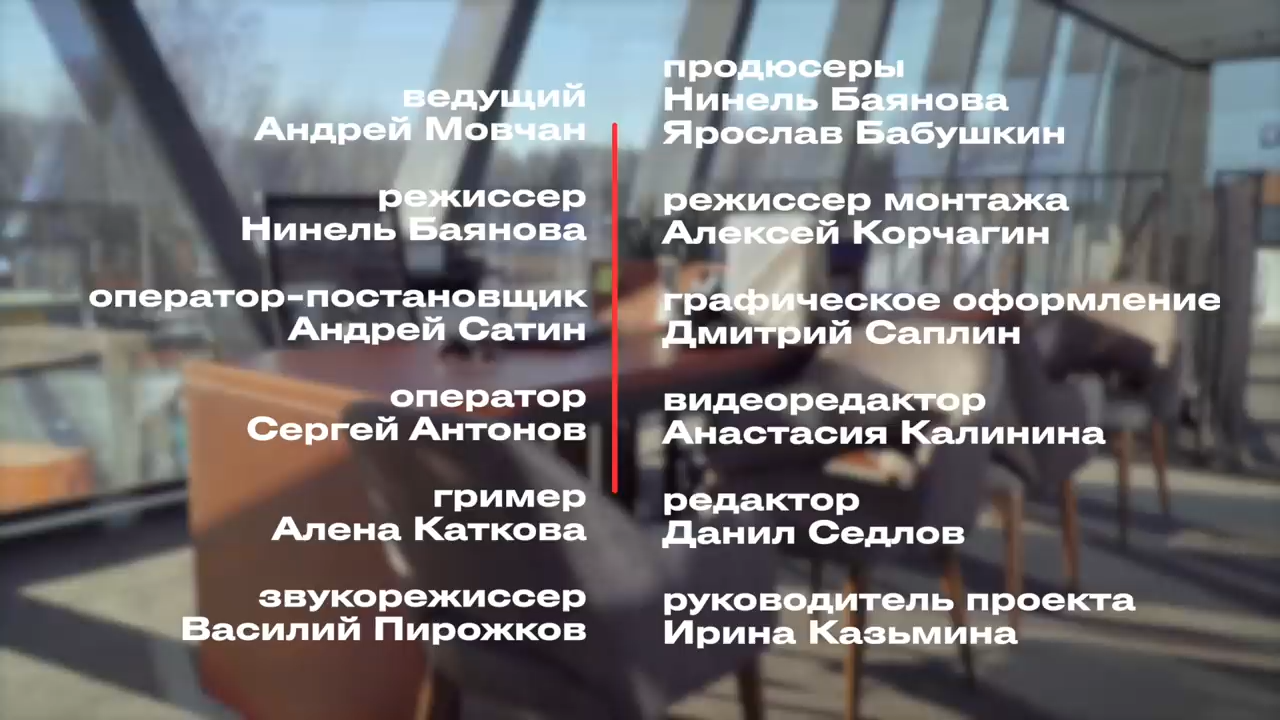 ведущий
Андрей Мовчан
режиссер
Нинель Баянова
оператор-постановщик
Андрей Сатин
оператор
Сергей Антонов
гример
Алена Каткова
звукорежиссер
Василий Пирожков
продюсеры
Нинель Баянова
Ярослав Бабушкин
режиссер монтажа
Алексей Корчагин
графическое оформление
Дмитрий Саплин
видеоредактор
Анастасия Калинина
редактор
Данил Седлов
руководитель проекта
Ирина Казьмина